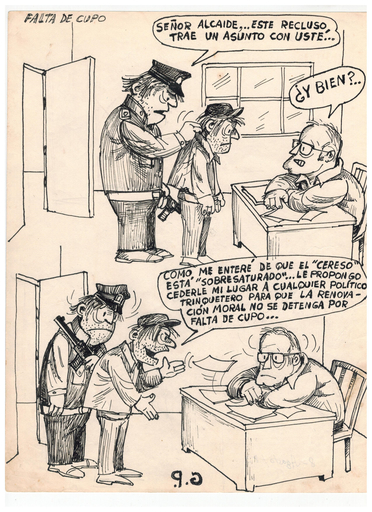 FALTA DE CUPO
SEÑOR ALCAIDE,..ESTE RECLUSO,
TRAE UN ASUNTO CON USTE...
¿Y BIEN?..
COMO, ME ENTERÉ DE QUE EL "CERESO"
ESTÁ "SOBRESATURADO"...LE PROPONGO
CEDERLE MI LUGAR A CUALQUIER POLÍTICO
TRINQUETERO PARA QUE LA RENOVA-
CIÓN MORAL NO SE DETENGA POR
FALTA DE CUPO...
G.P